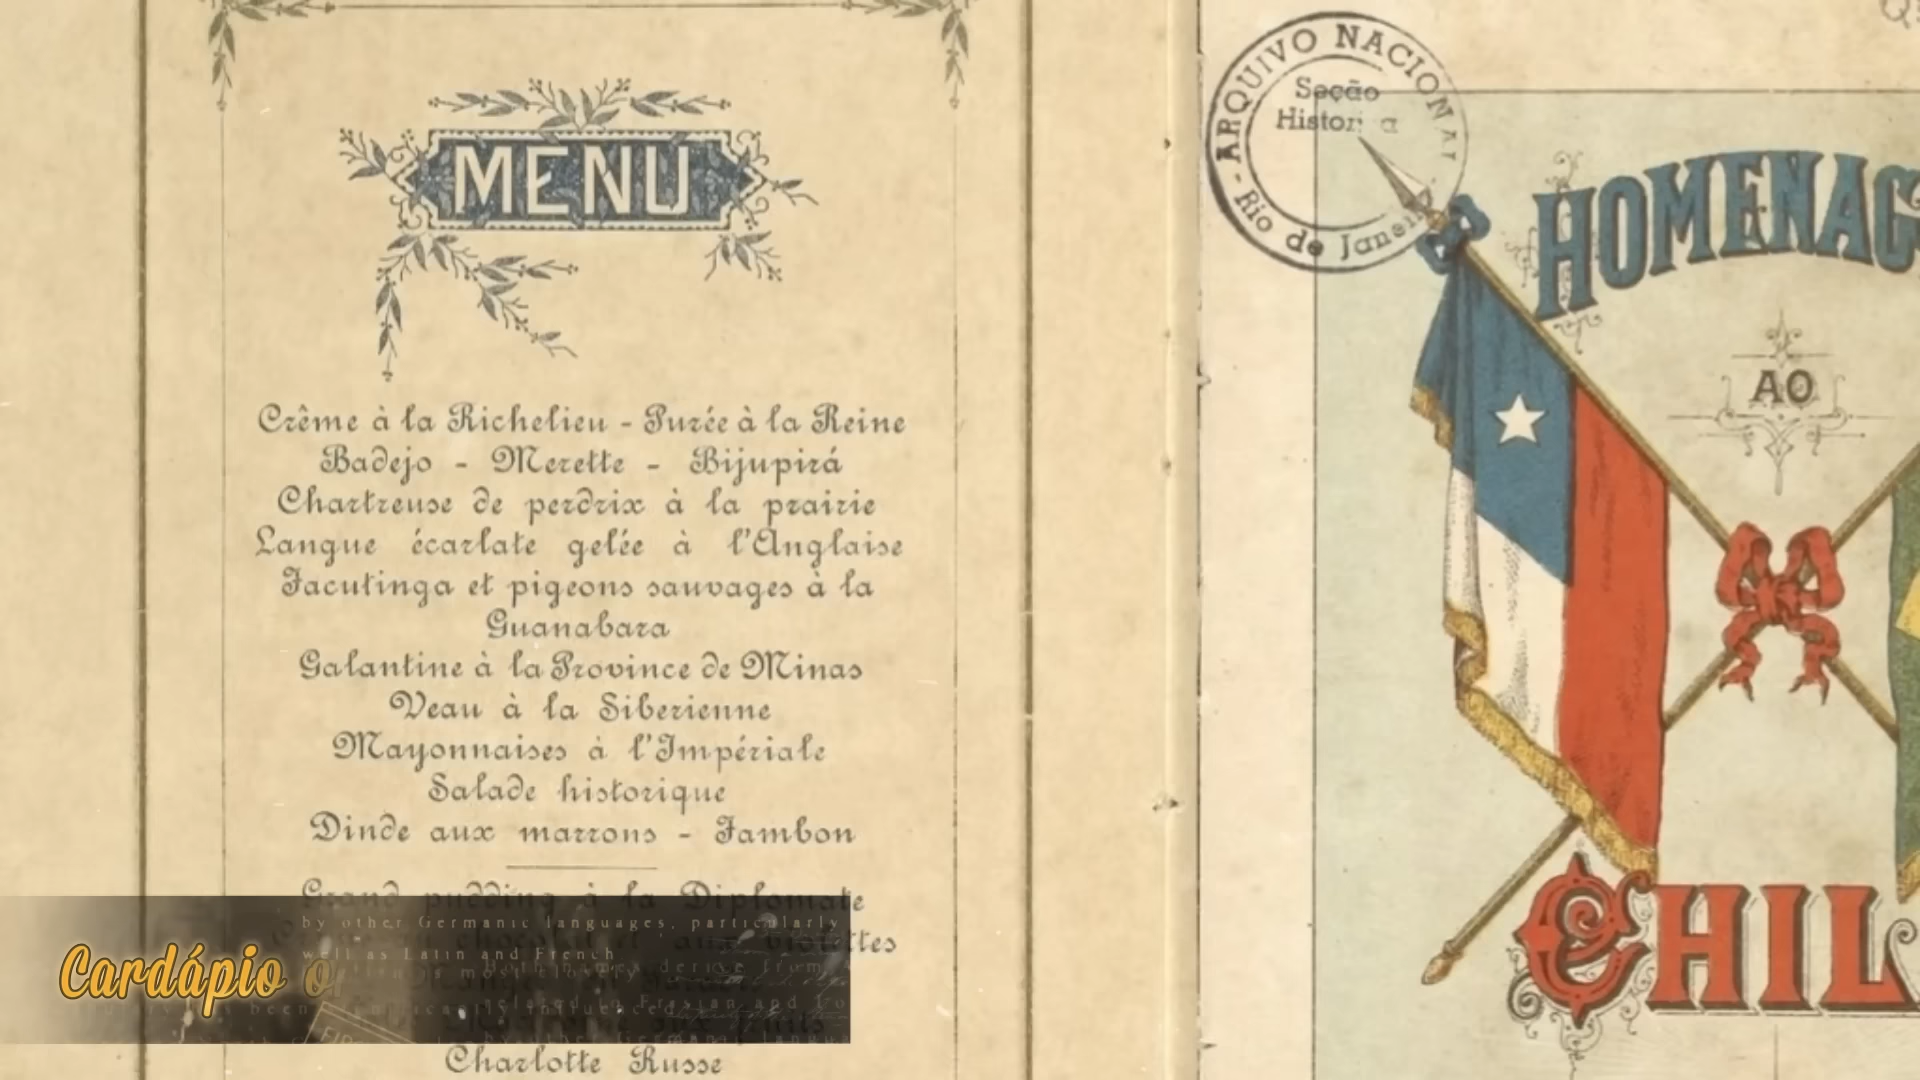 MENU
Crême à la Richelieu - Purée à la Reine
Badejo - Merette - Bijupirá
Chartreuse de perdrix à la prairie
Langue écarlate gelée à l'Anglaise
Jacutinga et pigeons sauvages à la
Guanabara
Galantine à la Province de Minas
Veau à la Siberienne
Mayonnaises à l'Impériale
Salade historique
Dinde aux marrons - Jambon
Grand pudding à la Diplomate
Charlotte Russe
by other Germanic languages, particularly
well as Latin and French
Cardápio
ARQUIVO NACIONAL
Seção
Historica
Rio de Janeiro
HOMENAG
AO
CHIL